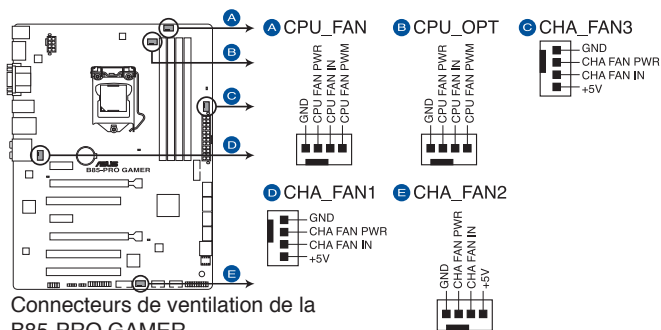 A
B
C
D
E
ASUS
B85-PRO GAMER
A CPU_FAN
GND
CPU FAN PWR
CPU FAN IN
CPU FAN PWM
B CPU_OPT
GND
CPU FAN PWR
CPU FAN IN
CPU FAN PWM
C CHA_FAN3
GND
CHA FAN PWR
CHA FAN IN
+5V
D CHA_FAN1
GND
CHA FAN PWR
CHA FAN IN
+5V
E CHA_FAN2
GND
CHA FAN PWR
CHA FAN IN
+5V
Connecteurs de ventilation de la
B85-PRO GAMER